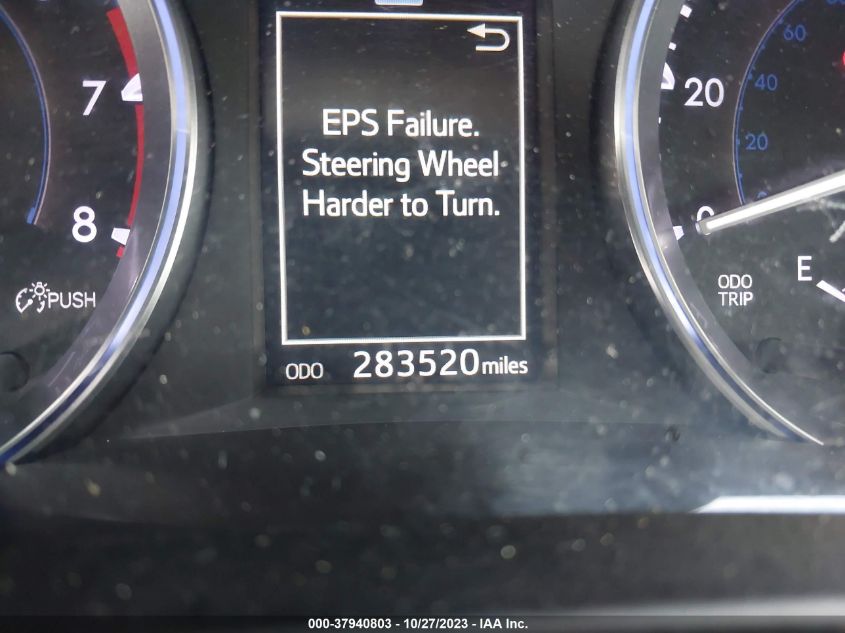 EPS Failure.
Steering Wheel
Harder to Turn.
ODO 283520 miles
7
8
PUSH
20
0
60
40
20
E
ODO
TRIP
000-37940803 - 10/27/2023 - IAA Inc.